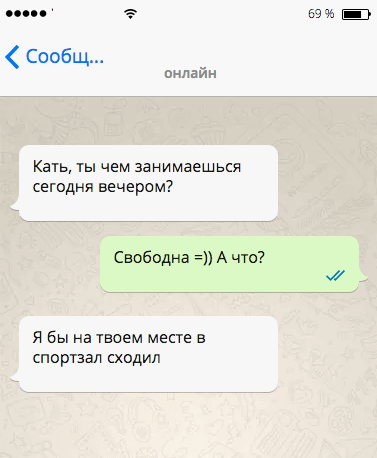 69 %
Сообщ...
онлайн
Кать, ты чем занимаешься
сегодня вечером?
Свободна =)) А что?
Я бы на твоем месте в
спортзал сходил